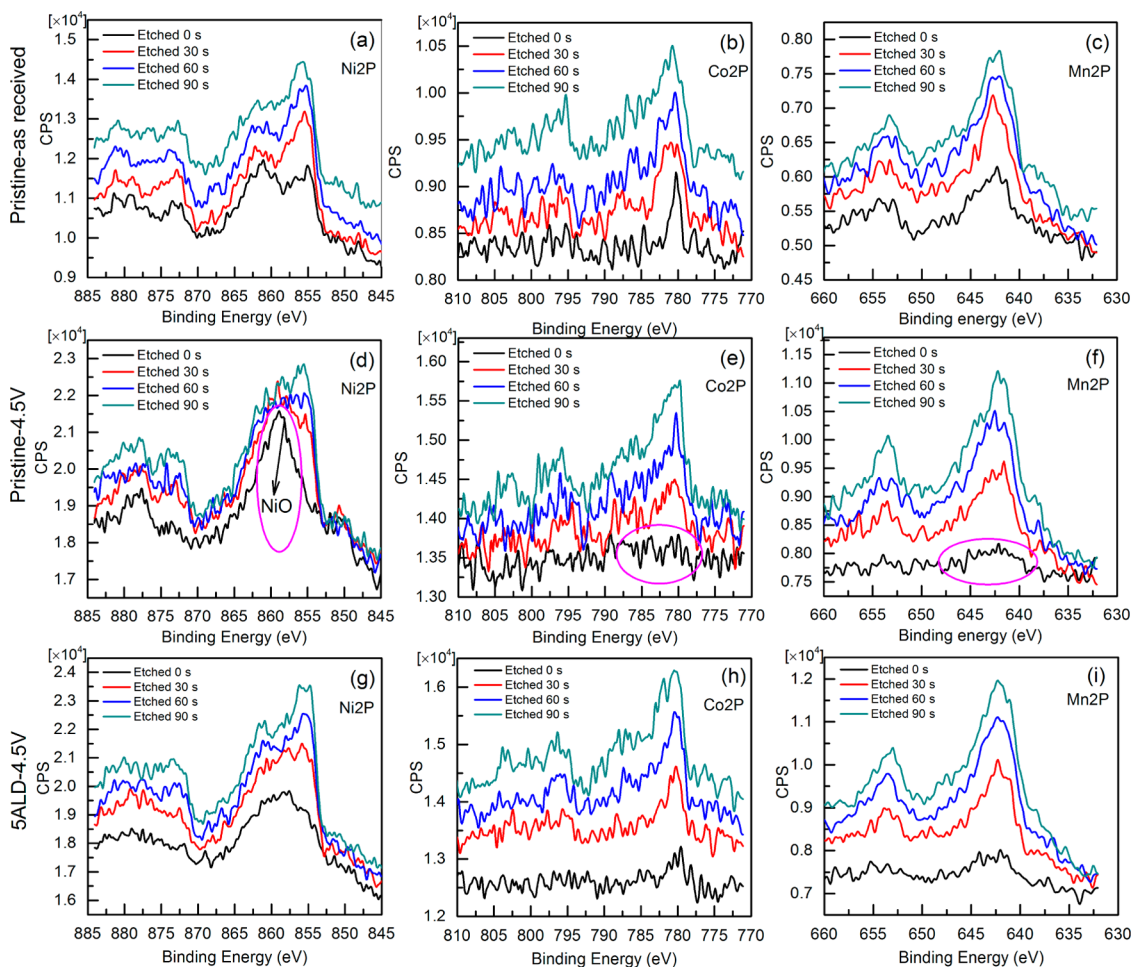 [×10⁴]
Etched 0 s
Etched 30 s
Etched 60 s
Etched 90 s
(a)
Ni2P
1.5
1.4
1.3
1.2
1.1
1.0
0.9
CPS
Pristine-as received
885 880 875 870 865 860 855 850 845
Binding Energy (eV)
[×10⁴]
Etched 0 s
Etched 30 s
Etched 60 s
Etched 90 s
(b)
Co2P
1.05
1.00
0.95
0.90
0.85
0.80
CPS
810 805 800 795 790 785 780 775 770
Binding Energy (eV)
[×10⁴]
Etched 0 s
Etched 30 s
Etched 60 s
Etched 90 s
(c)
Mn2P
0.80
0.75
0.70
0.65
0.60
0.55
0.50
0.45
CPS
660 655 650 645 640 635 630
Binding energy (eV)
[×10⁴]
Etched 0 s
Etched 30 s
Etched 60 s
Etched 90 s
(d)
Ni2P
2.3
2.2
2.1
2.0
1.9
1.8
1.7
CPS
NiO
Pristine-4.5V
885 880 875 870 865 860 855 850 845
Binding Energy (eV)
[×10⁴]
Etched 0 s
Etched 30 s
Etched 60 s
Etched 90 s
(e)
Co2P
1.60
1.50
1.40
1.35
1.30
CPS
810 805 800 795 790 785 780 775 770
Binding Energy (eV)
[×10⁴]
Etched 0 s
Etched 30 s
Etched 60 s
Etched 90 s
(f)
Mn2P
1.15
1.10
1.05
1.00
0.95
0.90
0.85
0.80
0.75
CPS
660 655 650 645 640 635 630
Binding energy (eV)
[×10⁴]
Etched 0 s
Etched 30 s
Etched 60 s
Etched 90 s
(g)
Ni2P
2.4
2.3
2.2
2.1
2.0
1.9
1.8
1.7
1.6
CPS
5ALD-4.5V
885 880 875 870 865 860 855 850 845
Binding Energy (eV)
[×10⁴]
Etched 0 s
Etched 30 s
Etched 60 s
Etched 90 s
(h)
Co2P
1.6
1.5
1.4
1.3
1.2
CPS
810 805 800 795 790 785 780 775 770
Binding Energy (eV)
[×10⁴]
Etched 0 s
Etched 30 s
Etched 60 s
Etched 90 s
(i)
Mn2P
1.2
1.1
1.0
0.9
0.8
0.7
CPS
660 655 650 645 640 635 630
Binding Energy (eV)